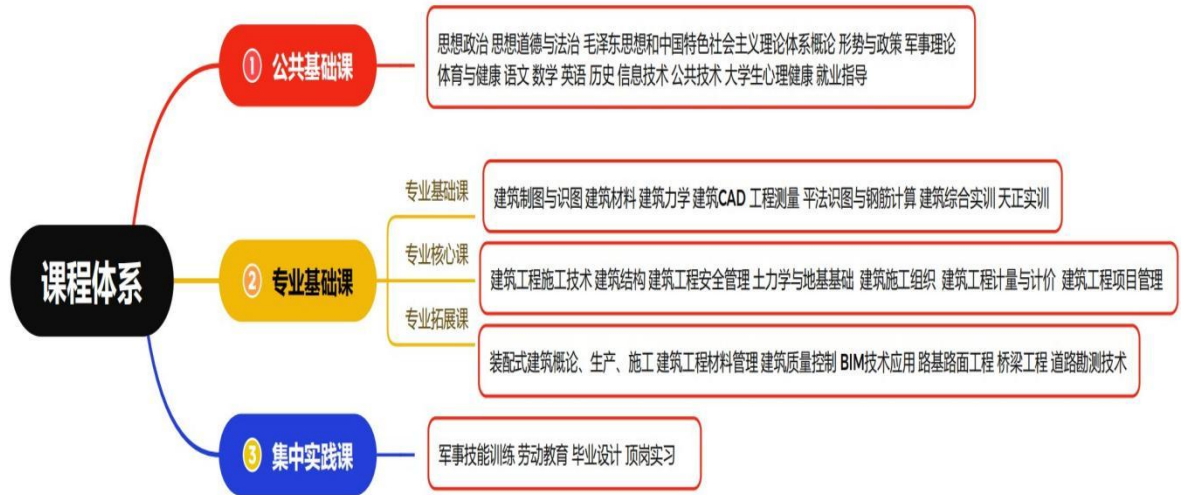 课程体系
① 公共基础课
思想政治 思想道德与法治 毛泽东思想和中国特色社会主义理论体系概论 形势与政策 军事理论
体育与健康 语文 数学 英语 历史 信息技术 公共技术 大学生心理健康 就业指导
② 专业基础课
专业基础课
建筑制图与识图 建筑材料 建筑力学 建筑CAD 工程测量 平法识图与钢筋计算 建筑综合实训 天正实训
专业核心课
建筑工程施工技术 建筑结构 建筑工程安全管理 土力学与地基基础 建筑施工组织 建筑工程计量与计价 建筑工程项目管理
专业拓展课
装配式建筑概论、生产、施工 建筑工程材料管理 建筑质量控制 BIM技术应用 路基路面工程 桥梁工程 道路勘测技术
③ 集中实践课
军事技能训练 劳动教育 毕业设计 顶岗实习